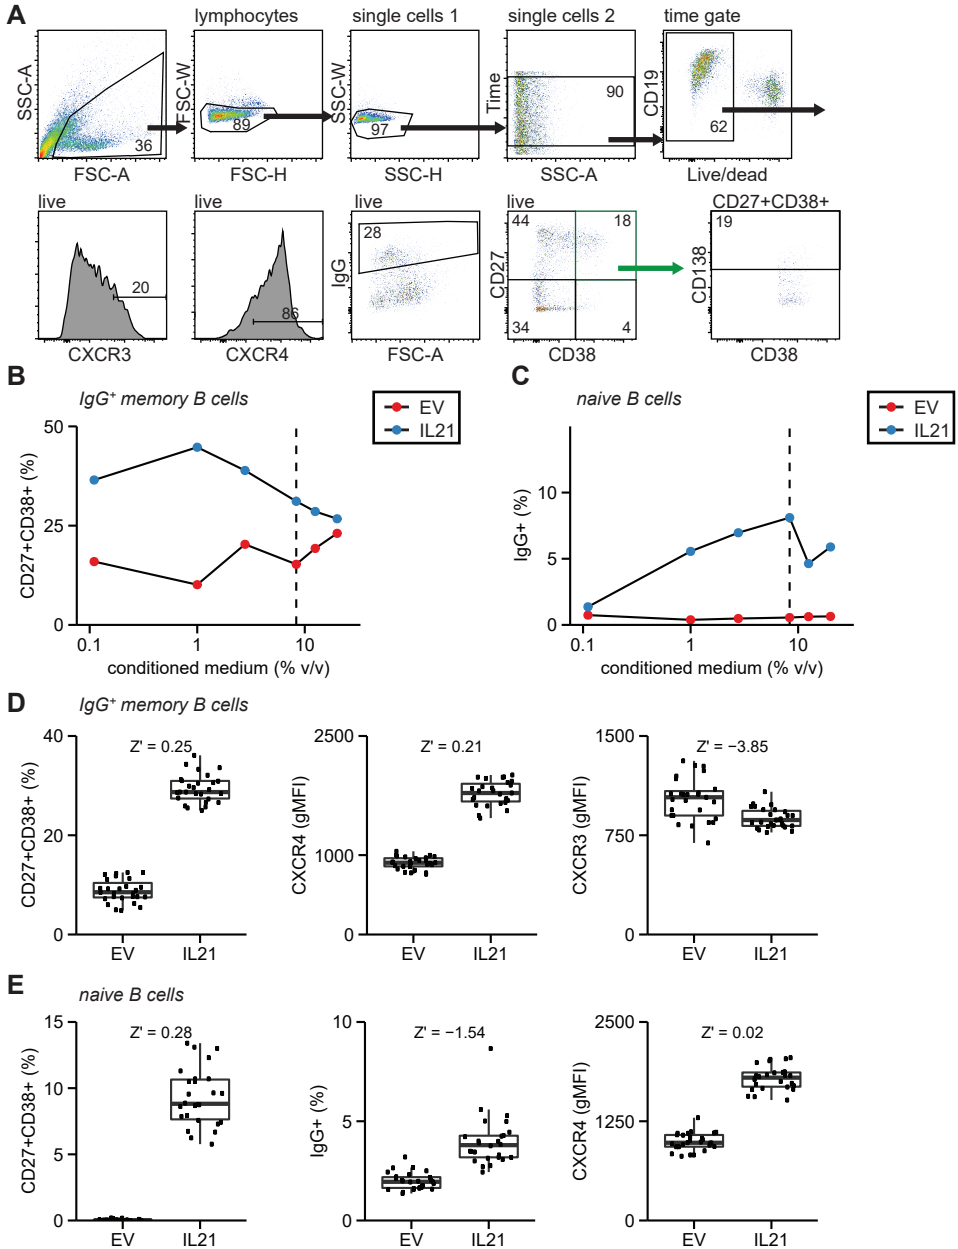 A
lymphocytes
single cells 1
single cells 2
time gate
SSC-A
36
FSC-A
FSC-W
89
FSC-H
SSC-W
97
SSC-H
Time
90
SSC-A
CD19
62
Live/dead
live
20
CXCR3
live
86
CXCR4
live
28
IgG
FSC-A
live
44
18
34
4
CD27
CD38
CD27+CD38+
19
CD138
CD38
B
IgG+ memory B cells
EV
IL21
50
25
0
CD27+CD38+ (%)
0.1
1
10
conditioned medium (% v/v)
C
naive B cells
EV
IL21
10
5
0
IgG+ (%)
0.1
1
10
conditioned medium (% v/v)
D
IgG+ memory B cells
Z' = 0.25
40
20
0
CD27+CD38+ (%)
EV
IL21
Z' = 0.21
2500
1000
0
CXCR4 (gMFI)
EV
IL21
Z' = −3.85
1500
750
0
CXCR3 (gMFI)
EV
IL21
E
naive B cells
Z' = 0.28
15
10
5
0
CD27+CD38+ (%)
EV
IL21
Z' = −1.54
10
5
0
IgG+ (%)
EV
IL21
Z' = 0.02
2500
1250
0
CXCR4 (gMFI)
EV
IL21